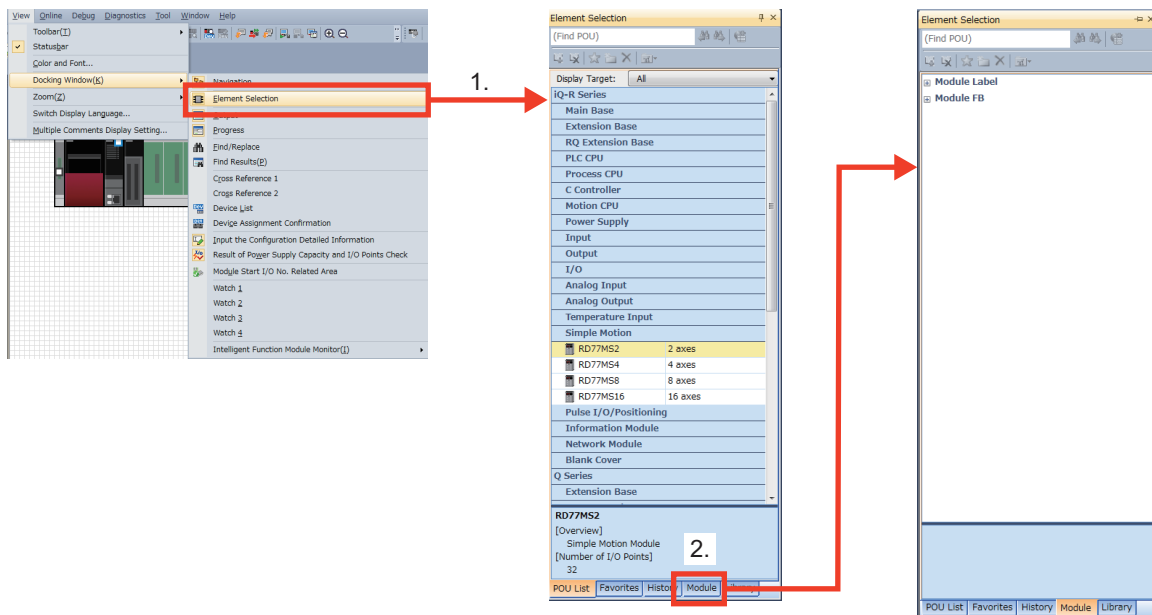 View Online Debug Diagnostics Tool Window Help
Toolbar(T)
Statusbar
Color and Font...
Docking Window(K)
Zoom(Z)
Switch Display Language...
Multiple Comments Display Setting...
Navigation
Element Selection
Output
Progress
Find/Replace
Find Results(P)
Cross Reference 1
Cross Reference 2
Device List
Device Assignment Confirmation
Input the Configuration Detailed Information
Result of Power Supply Capacity and I/O Points Check
Module Start I/O No. Related Area
Watch 1
Watch 2
Watch 3
Watch 4
Intelligent Function Module Monitor(I)
1.
Element Selection
(Find POU)
Display Target: All
iQ-R Series
Main Base
Extension Base
RQ Extension Base
PLC CPU
Process CPU
C Controller
Motion CPU
Power Supply
Input
Output
I/O
Analog Input
Analog Output
Temperature Input
Simple Motion
RD77MS2 2 axes
RD77MS4 4 axes
RD77MS8 8 axes
RD77MS16 16 axes
Pulse I/O/Positioning
Information Module
Network Module
Blank Cover
Q Series
Extension Base
RD77MS2
[Overview]
Simple Motion Module
[Number of I/O Points]
32
2.
POU List Favorites History Module Library
Element Selection
(Find POU)
Module Label
Module FB
POU List Favorites History Module Library